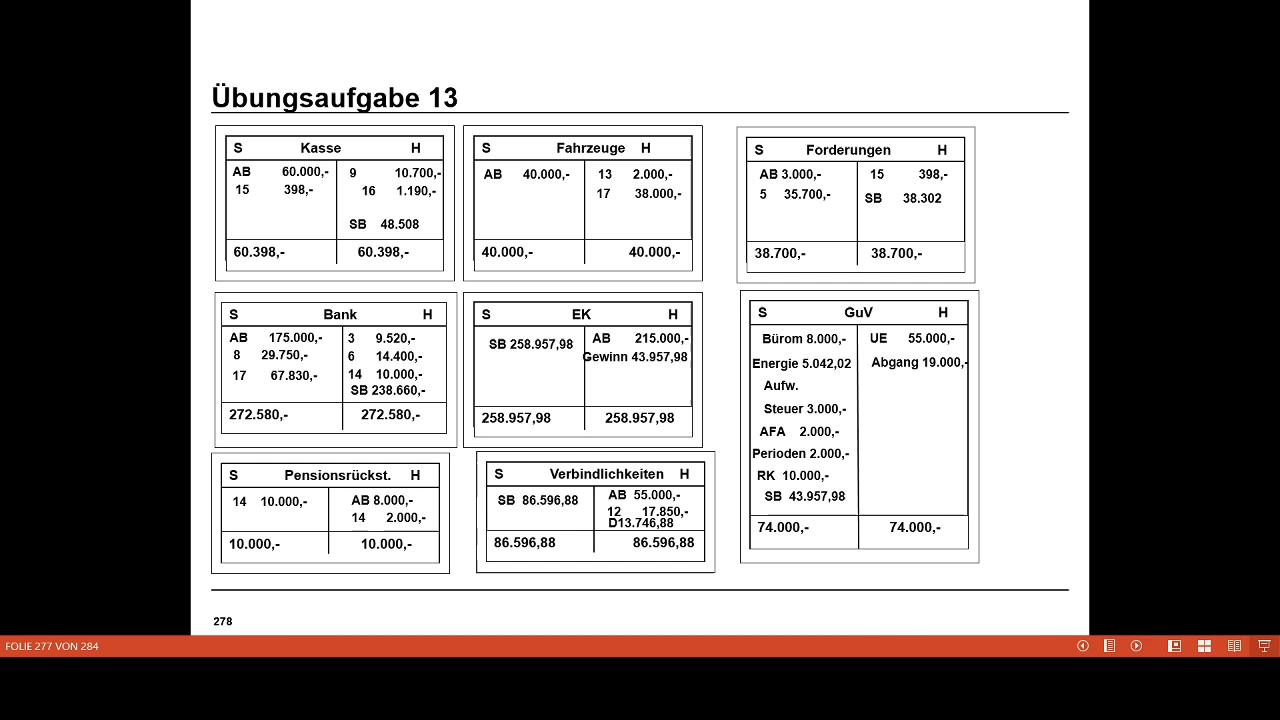 Übungsaufgabe 13
S Kasse H
AB 60.000,- 9 10.700,-
15 398,- 16 1.190,-
SB 48.508
60.398,- 60.398,-
S Fahrzeuge H
AB 40.000,- 13 2.000,-
17 38.000,-
40.000,- 40.000,-
S Forderungen H
AB 3.000,- 15 398,-
5 35.700,- SB 38.302
38.700,- 38.700,-
S Bank H
AB 175.000,- 3 9.520,-
8 29.750,- 6 14.400,-
17 67.830,- 14 10.000,-
SB 238.660,-
272.580,- 272.580,-
S EK H
SB 258.957,98 AB 215.000,-
Gewinn 43.957,98
258.957,98 258.957,98
S GuV H
Bürom 8.000,- UE 55.000,-
Energie 5.042,02 Abgang 19.000,-
Aufw.
Steuer 3.000,-
AFA 2.000,-
Perioden 2.000,-
RK 10.000,-
SB 43.957,98
74.000,- 74.000,-
S Pensionsrückst. H
14 10.000,- AB 8.000,-
14 2.000,-
10.000,- 10.000,-
S Verbindlichkeiten H
SB 86.596,88 AB 55.000,-
12 17.850,-
D13.746,88
86.596,88 86.596,88
278
FOLIE 277 VON 284